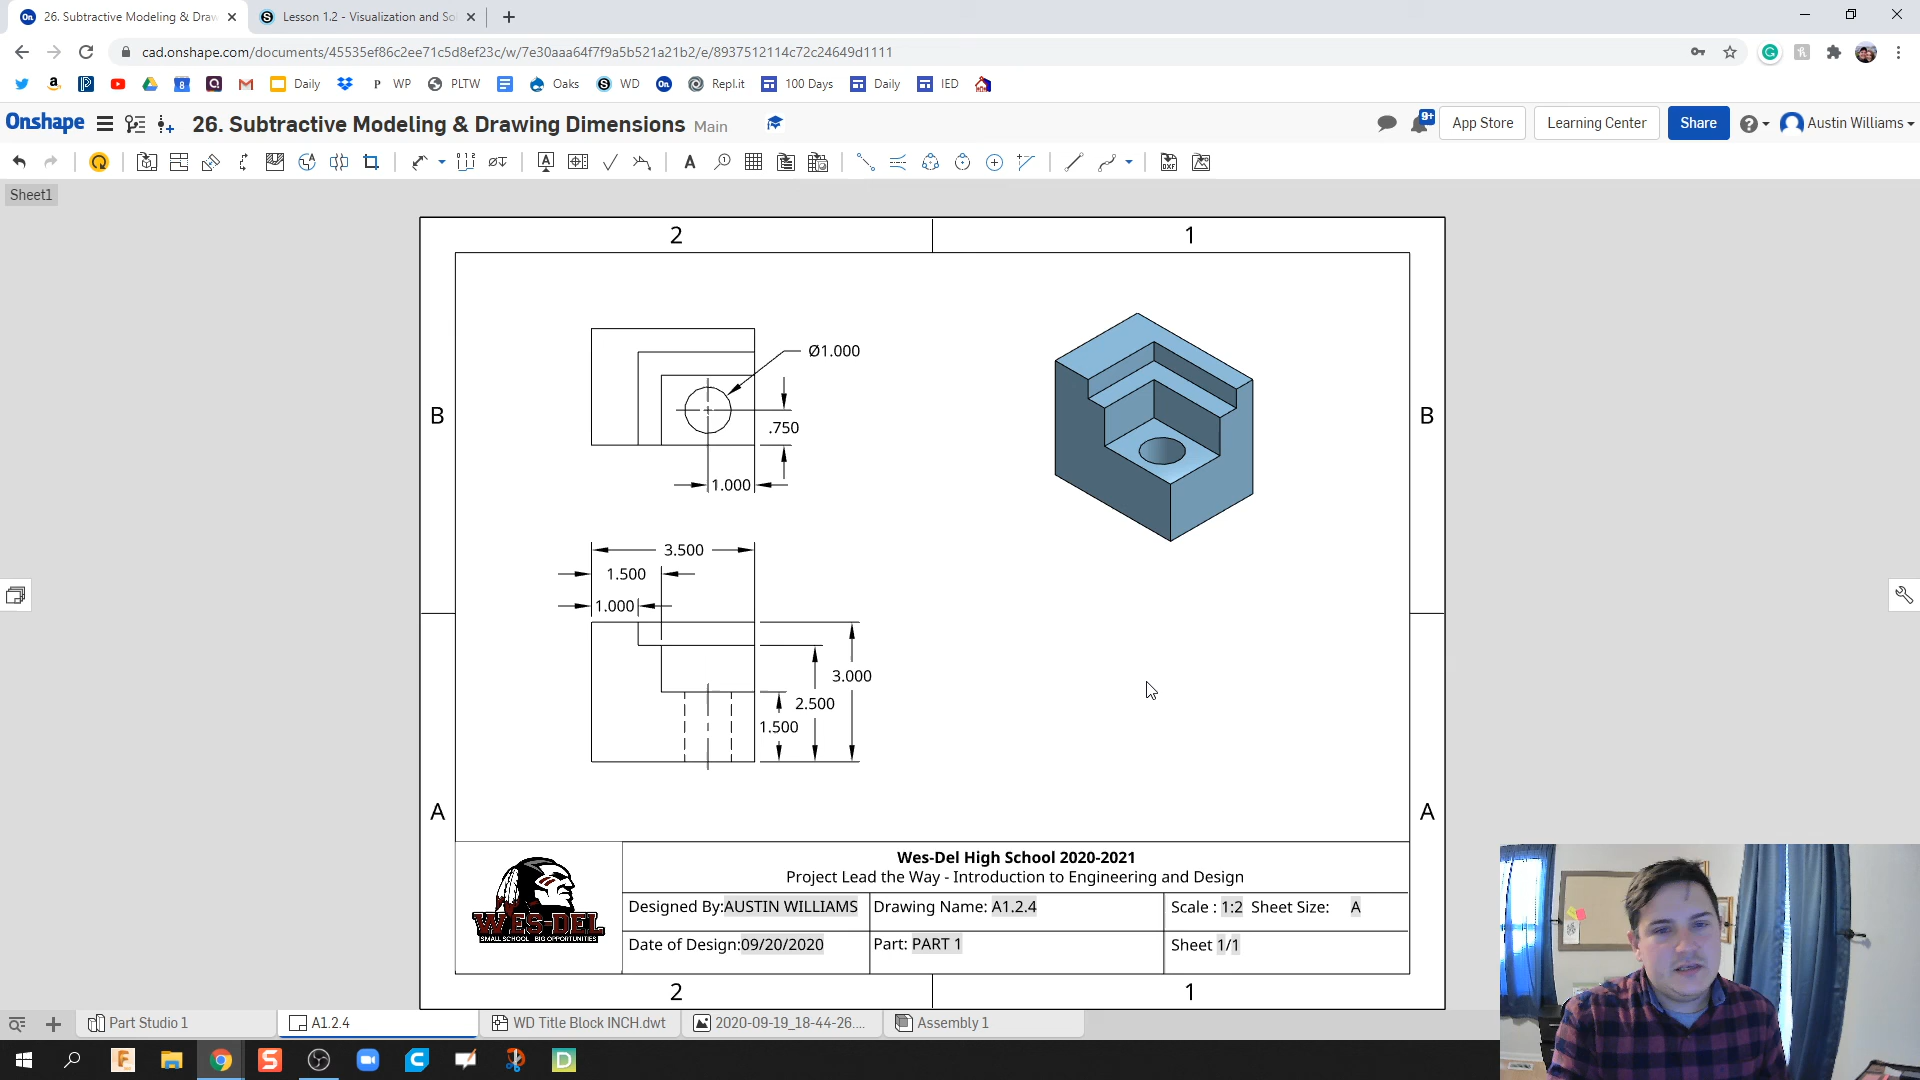 26. Subtractive Modeling & Draw
Lesson 1.2 - Visualization and So
cad.onshape.com/documents/45535ef86c2ee71c5d8ef23c/w/7e30aaa64f7f9a5b521a21b2/e/8937512114c72c24649d1111
Daily
WP
PLTW
Oaks
WD
Repl.it
100 Days
Daily
IED
Onshape
26. Subtractive Modeling & Drawing Dimensions Main
9+
App Store
Learning Center
Share
Austin Williams
Sheet1
2
1
B
B
Ø1.000
.750
1.000
3.500
1.500
1.000
3.000
2.500
1.500
A
A
WES-DEL
SMALL SCHOOL BIG OPPORTUNITIES
Wes-Del High School 2020-2021
Project Lead the Way - Introduction to Engineering and Design
Designed By:AUSTIN WILLIAMS
Drawing Name: A1.2.4
Scale : 1:2 Sheet Size: A
Date of Design:09/20/2020
Part: PART 1
Sheet 1/1
2
1
Part Studio 1
A1.2.4
WD Title Block INCH.dwt
2020-09-19_18-44-26....
Assembly 1